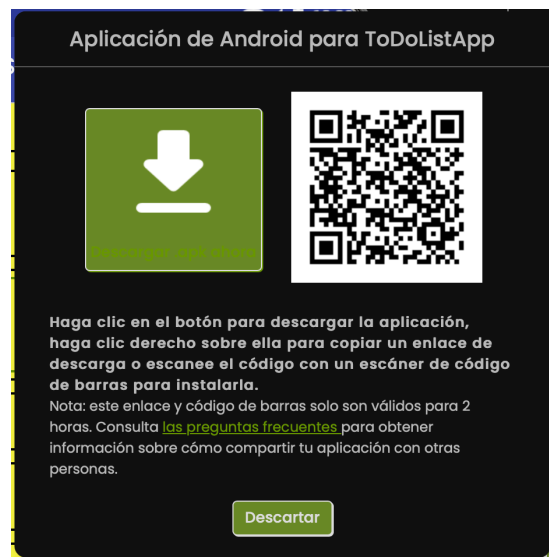 Aplicación de Android para ToDoListApp
Descargar .apk ahora
Haga clic en el botón para descargar la aplicación,
haga clic derecho sobre ella para copiar un enlace de
descarga o escanee el código con un escáner de código
de barras para instalarla.
Nota: este enlace y código de barras solo son válidos para 2
horas. Consulta las preguntas frecuentes para obtener
información sobre cómo compartir tu aplicación con otras
personas.
Descartar